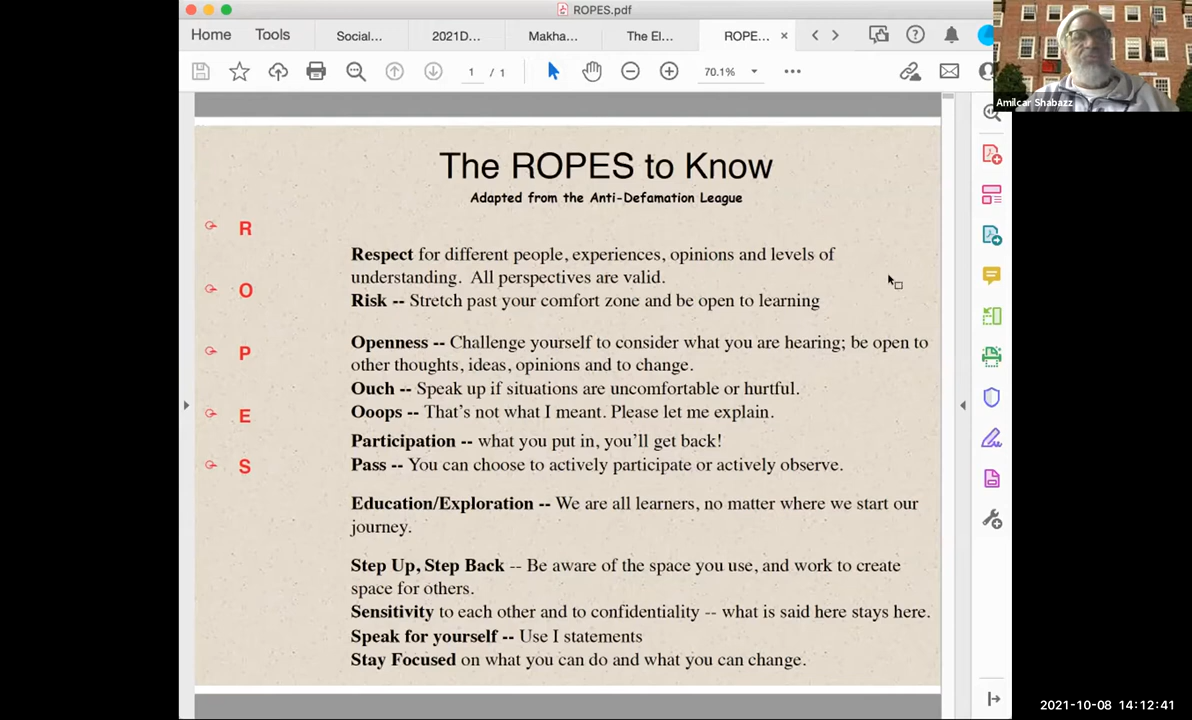 ROPES.pdf
Home Tools Social... 2021D... Makha... The El... ROPE... ×
1 / 1 70.1%
Amilcar Shabazz
The ROPES to Know
Adapted from the Anti-Defamation League
R
Respect for different people, experiences, opinions and levels of
understanding. All perspectives are valid.
Risk -- Stretch past your comfort zone and be open to learning
O
Openness -- Challenge yourself to consider what you are hearing; be open to
other thoughts, ideas, opinions and to change.
Ouch -- Speak up if situations are uncomfortable or hurtful.
Ooops -- That's not what I meant. Please let me explain.
P
Participation -- what you put in, you'll get back!
Pass -- You can choose to actively participate or actively observe.
E
Education/Exploration -- We are all learners, no matter where we start our
journey.
S
Step Up, Step Back -- Be aware of the space you use, and work to create
space for others.
Sensitivity to each other and to confidentiality -- what is said here stays here.
Speak for yourself -- Use I statements
Stay Focused on what you can do and what you can change.
2021-10-08 14:12:41